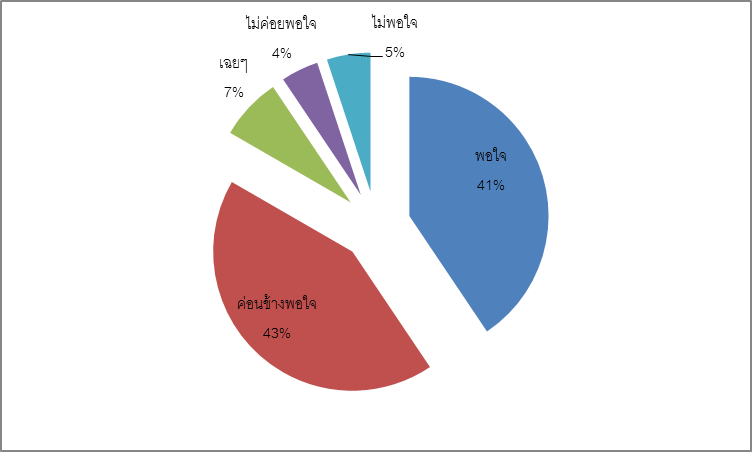 ไม่ค่อยพอใจ
4%
ไม่พอใจ
5%
เฉยๆ
7%
พอใจ
41%
ค่อนข้างพอใจ
43%